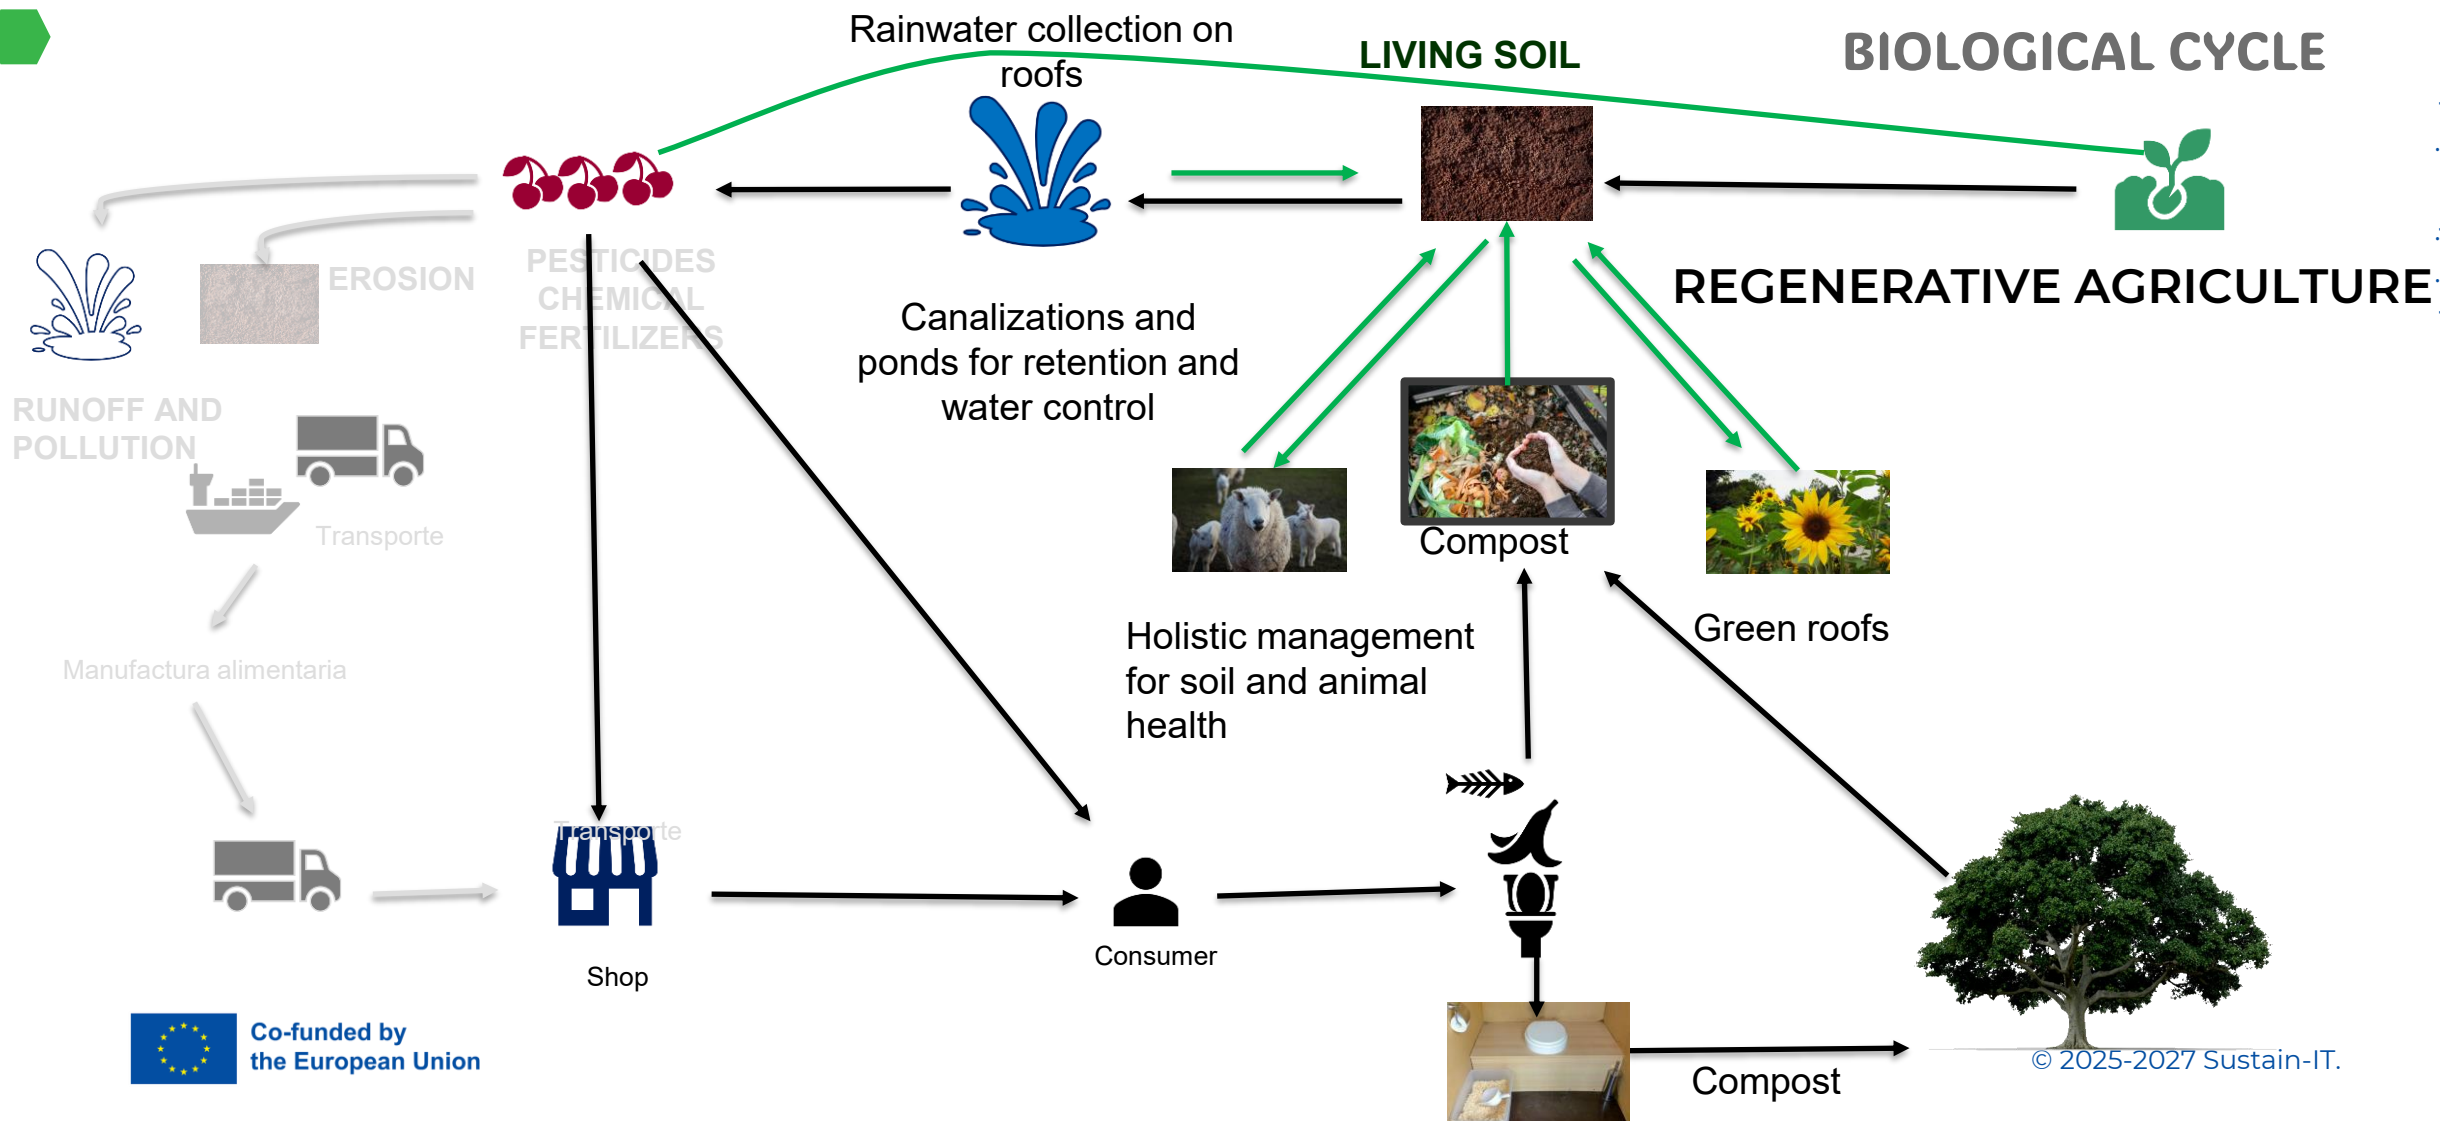 Rainwater collection on
roofs
LIVING SOIL
BIOLOGICAL CYCLE
EROSION
PESTICIDES
CHEMICAL
FERTILIZERS
REGENERATIVE AGRICULTURE
Canalizations and
ponds for retention and
water control
RUNOFF AND
POLLUTION
Transporte
Compost
Holistic management
for soil and animal
health
Green roofs
Manufactura alimentaria
Transporte
Shop
Consumer
Co-funded by
the European Union
Compost
© 2025-2027 Sustain-IT.